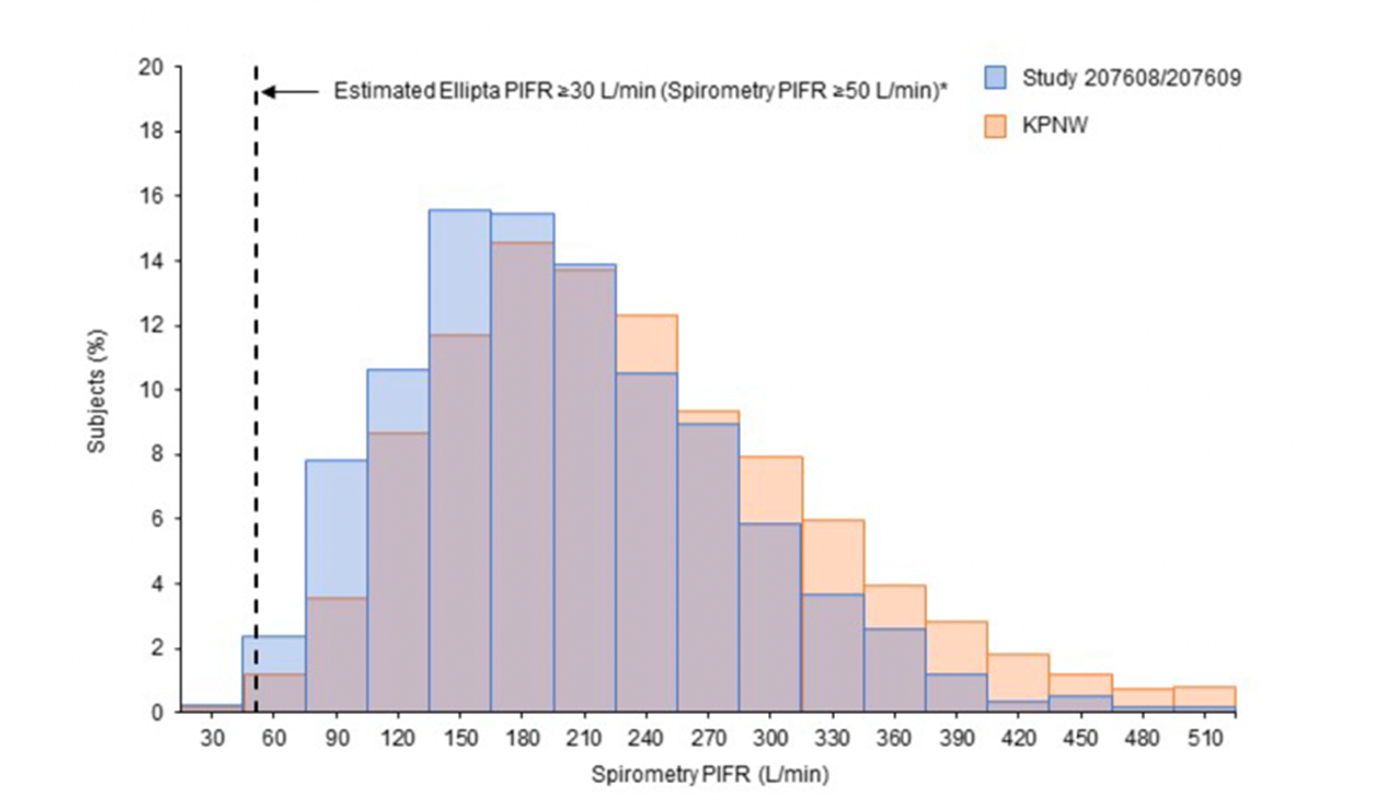 Estimated Ellipta PIFR ≥30 L/min (Spirometry PIFR ≥50 L/min)*
Study 207608/207609
KPNW
20
18
16
14
12
10
8
6
4
2
0
Subjects (%)
30 60 90 120 150 180 210 240 270 300 330 360 390 420 450 480 510
Spirometry PIFR (L/min)